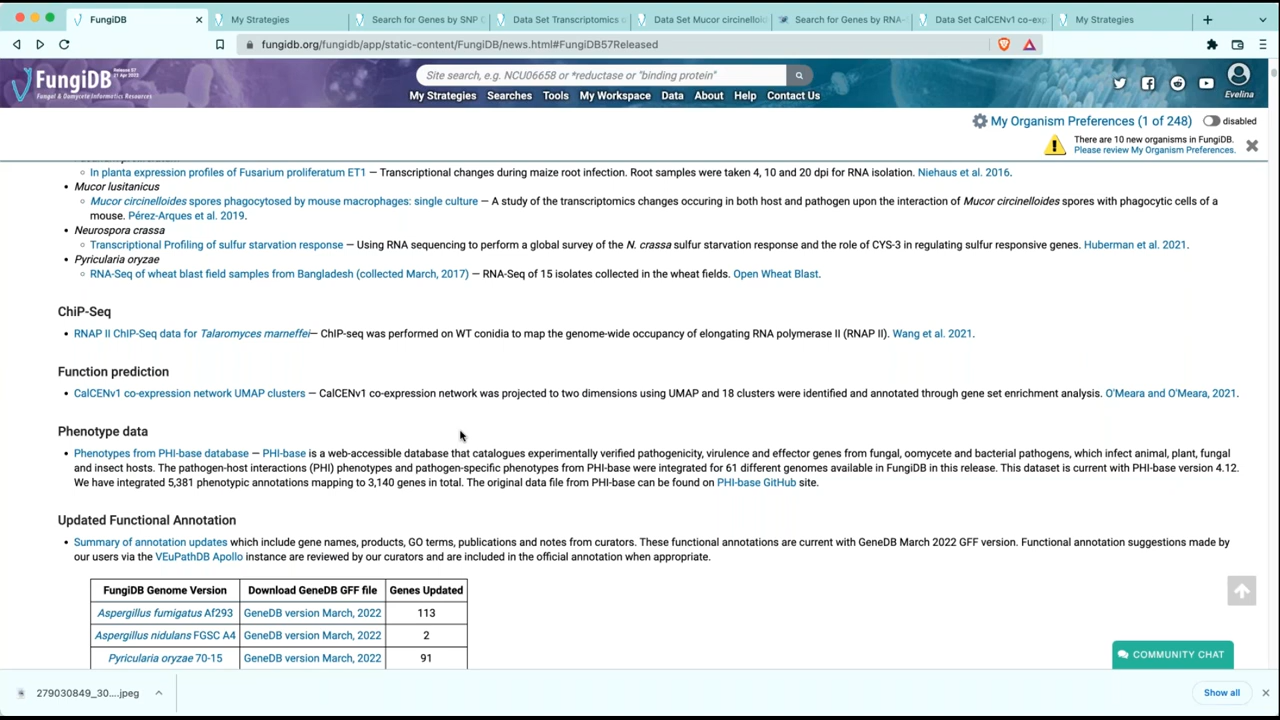 FungiDB
My Strategies
Search for Genes by SNP C
Data Set Transcriptomics o
Data Set Mucor circinelloid
Search for Genes by RNA-
Data Set CalCENv1 co-exp
My Strategies
fungidb.org/fungidb/app/static-content/FungiDB/news.html#FungiDB57Released
FungiDB
Release 57
21 Apr 2022
Fungal & Oomycete Informatics Resources
Site search, e.g. NCU06658 or *reductase or "binding protein"
My Strategies Searches Tools My Workspace Data About Help Contact Us
Evelina
My Organism Preferences (1 of 248) disabled
There are 10 new organisms in FungiDB.
Please review My Organism Preferences.
In planta expression profiles of Fusarium proliferatum ET1 — Transcriptional changes during maize root infection. Root samples were taken 4, 10 and 20 dpi for RNA isolation. Niehaus et al. 2016.
Mucor lusitanicus
Mucor circinelloides spores phagocytosed by mouse macrophages: single culture — A study of the transcriptomics changes occuring in both host and pathogen upon the interaction of Mucor circinelloides spores with phagocytic cells of a
mouse. Pérez-Arques et al. 2019.
Neurospora crassa
Transcriptional Profiling of sulfur starvation response — Using RNA sequencing to perform a global survey of the N. crassa sulfur starvation response and the role of CYS-3 in regulating sulfur responsive genes. Huberman et al. 2021.
Pyricularia oryzae
RNA-Seq of wheat blast field samples from Bangladesh (collected March, 2017) — RNA-Seq of 15 isolates collected in the wheat fields. Open Wheat Blast.
ChiP-Seq
RNAP II ChIP-Seq data for Talaromyces marneffei— ChIP-seq was performed on WT conidia to map the genome-wide occupancy of elongating RNA polymerase II (RNAP II). Wang et al. 2021.
Function prediction
CalCENv1 co-expression network UMAP clusters — CalCENv1 co-expression network was projected to two dimensions using UMAP and 18 clusters were identified and annotated through gene set enrichment analysis. O'Meara and O'Meara, 2021.
Phenotype data
Phenotypes from PHI-base database — PHI-base is a web-accessible database that catalogues experimentally verified pathogenicity, virulence and effector genes from fungal, oomycete and bacterial pathogens, which infect animal, plant, fungal
and insect hosts. The pathogen-host interactions (PHI) phenotypes and pathogen-specific phenotypes from PHI-base were integrated for 61 different genomes available in FungiDB in this release. This dataset is current with PHI-base version 4.12.
We have integrated 5,381 phenotypic annotations mapping to 3,140 genes in total. The original data file from PHI-base can be found on PHI-base GitHub site.
Updated Functional Annotation
Summary of annotation updates which include gene names, products, GO terms, publications and notes from curators. These functional annotations are current with GeneDB March 2022 GFF version. Functional annotation suggestions made by
our users via the VEuPathDB Apollo instance are reviewed by our curators and are included in the official annotation when appropriate.
FungiDB Genome Version Download GeneDB GFF file Genes Updated
Aspergillus fumigatus Af293 GeneDB version March, 2022 113
Aspergillus nidulans FGSC A4 GeneDB version March, 2022 2
Pyricularia oryzae 70-15 GeneDB version March, 2022 91
COMMUNITY CHAT
279030849_30....jpeg
Show all